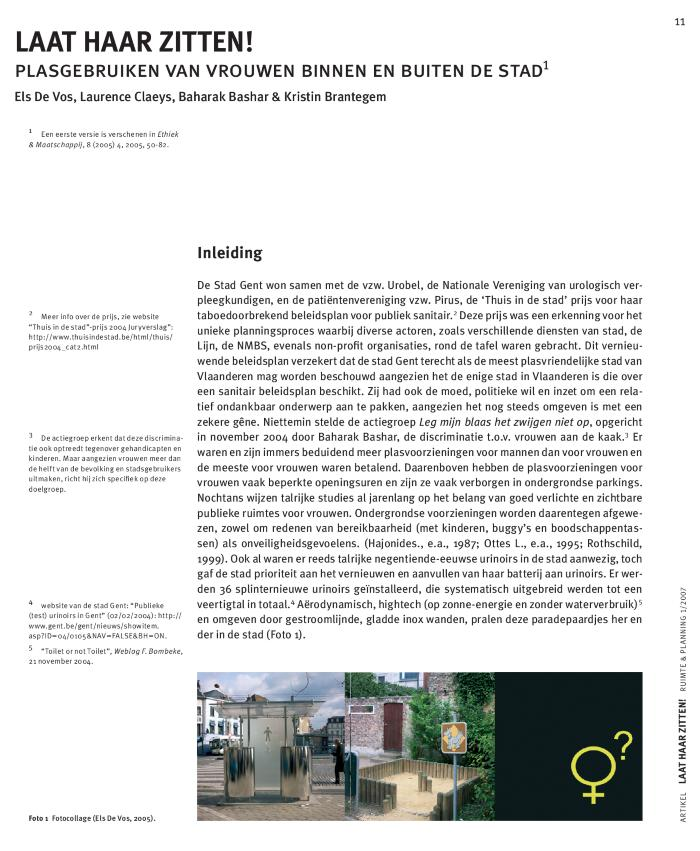 11
LAAT HAAR ZITTEN!
PLASGEBRUIKEN VAN VROUWEN BINNEN EN BUITEN DE STAD¹
Els De Vos, Laurence Claeys, Baharak Bashar & Kristin Brantegem
¹ Een eerste versie is verschenen in Ethiek
& Maatschappij, 8 (2005) 4, 2005, 50-82.
Inleiding
De Stad Gent won samen met de vzw. Urobel, de Nationale Vereniging van urologisch ver-
pleegkundigen, en de patiëntenvereniging vzw. Pirus, de ‘Thuis in de stad’ prijs voor haar
taboedoorbrekend beleidsplan voor publiek sanitair.² Deze prijs was een erkenning voor het
unieke planningsproces waarbij diverse actoren, zoals verschillende diensten van stad, de
Lijn, de NMBS, evenals non-profit organisaties, rond de tafel waren gebracht. Dit vernieu-
wende beleidsplan verzekert dat de stad Gent terecht als de meest plasvriendelijke stad van
Vlaanderen mag worden beschouwd aangezien het de enige stad in Vlaanderen is die over
een sanitair beleidsplan beschikt. Zij had ook de moed, politieke wil en inzet om een rela-
tief ondankbaar onderwerp aan te pakken, aangezien het nog steeds omgeven is met een
zekere gêne. Niettemin stelde de actiegroep Leg mijn blaas het zwijgen niet op, opgericht
in november 2004 door Baharak Bashar, de discriminatie t.o.v. vrouwen aan de kaak.³ Er
waren en zijn immers beduidend meer plasvoorzieningen voor mannen dan voor vrouwen en
de meeste voor vrouwen waren betalend. Daarenboven hebben de plasvoorzieningen voor
vrouwen vaak beperkte openingsuren en zijn ze vaak verborgen in ondergrondse parkings.
Nochtans wijzen talrijke studies al jarenlang op het belang van goed verlichte en zichtbare
publieke ruimtes voor vrouwen. Ondergrondse voorzieningen worden daarentegen afgewe-
zen, zowel om redenen van bereikbaarheid (met kinderen, buggy’s en boodschappentas-
sen) als onveiligheidsgevoelens. (Hajonides., e.a., 1987; Ottes L., e.a., 1995; Rothschild,
1999). Ook al waren er reeds talrijke negentiende-eeuwse urinoirs in de stad aanwezig, toch
gaf de stad prioriteit aan het vernieuwen en aanvullen van haar batterij aan urinoirs. Er wer-
den 36 splinternieuwe urinoirs geïnstalleerd, die systematisch uitgebreid werden tot een
veertigtal in totaal.⁴ Aërodynamisch, hightech (op zonne-energie en zonder waterverbruik)⁵
en omgeven door gestroomlijnde, gladde inox wanden, pralen deze paradepaardjes her en
der in de stad (Foto 1).
² Meer info over de prijs, zie website
“Thuis in de stad”-prijs 2004 Juryverslag”:
http://www.thuisindestad.be/html/thuis/
prijs2004_cat2.html
³ De actiegroep erkent dat deze discrimina-
tie ook optreedt tegenover gehandicapten en
kinderen. Maar aangezien vrouwen meer dan
de helft van de bevolking en stadsgebruikers
uitmaken, richt hij zich specifiek op deze
doelgroep.
⁴ website van de stad Gent: “Publieke
(test) urinoirs in Gent” (02/02/2004): http://
www.gent.be/gent/nieuws/showitem.
asp?ID=04/0105&NAV=FALSE&BH=ON.
⁵ “Toilet or not Toilet”, Weblog F. Bombeke,
21 november 2004.
Foto 1 Fotocollage (Els De Vos, 2005).
?
ARTIKEL LAAT HAAR ZITTEN! RUIMTE & PLANNING 1/2007